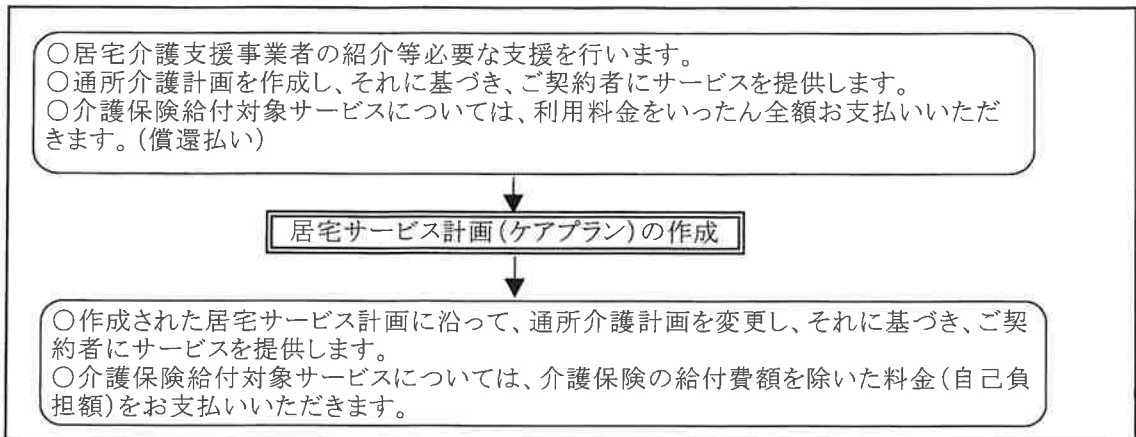 ○居宅介護支援事業者の紹介等必要な支援を行います。
○通所介護計画を作成し、それに基づき、ご契約者にサービスを提供します。
○介護保険給付対象サービスについては、利用料金をいったん全額お支払いいただ
きます。(償還払い)
居宅サービス計画(ケアプラン)の作成
○作成された居宅サービス計画に沿って、通所介護計画を変更し、それに基づき、ご契
約者にサービスを提供します。
○介護保険給付対象サービスについては、介護保険の給付費額を除いた料金(自己負
担額)をお支払いいただきます。